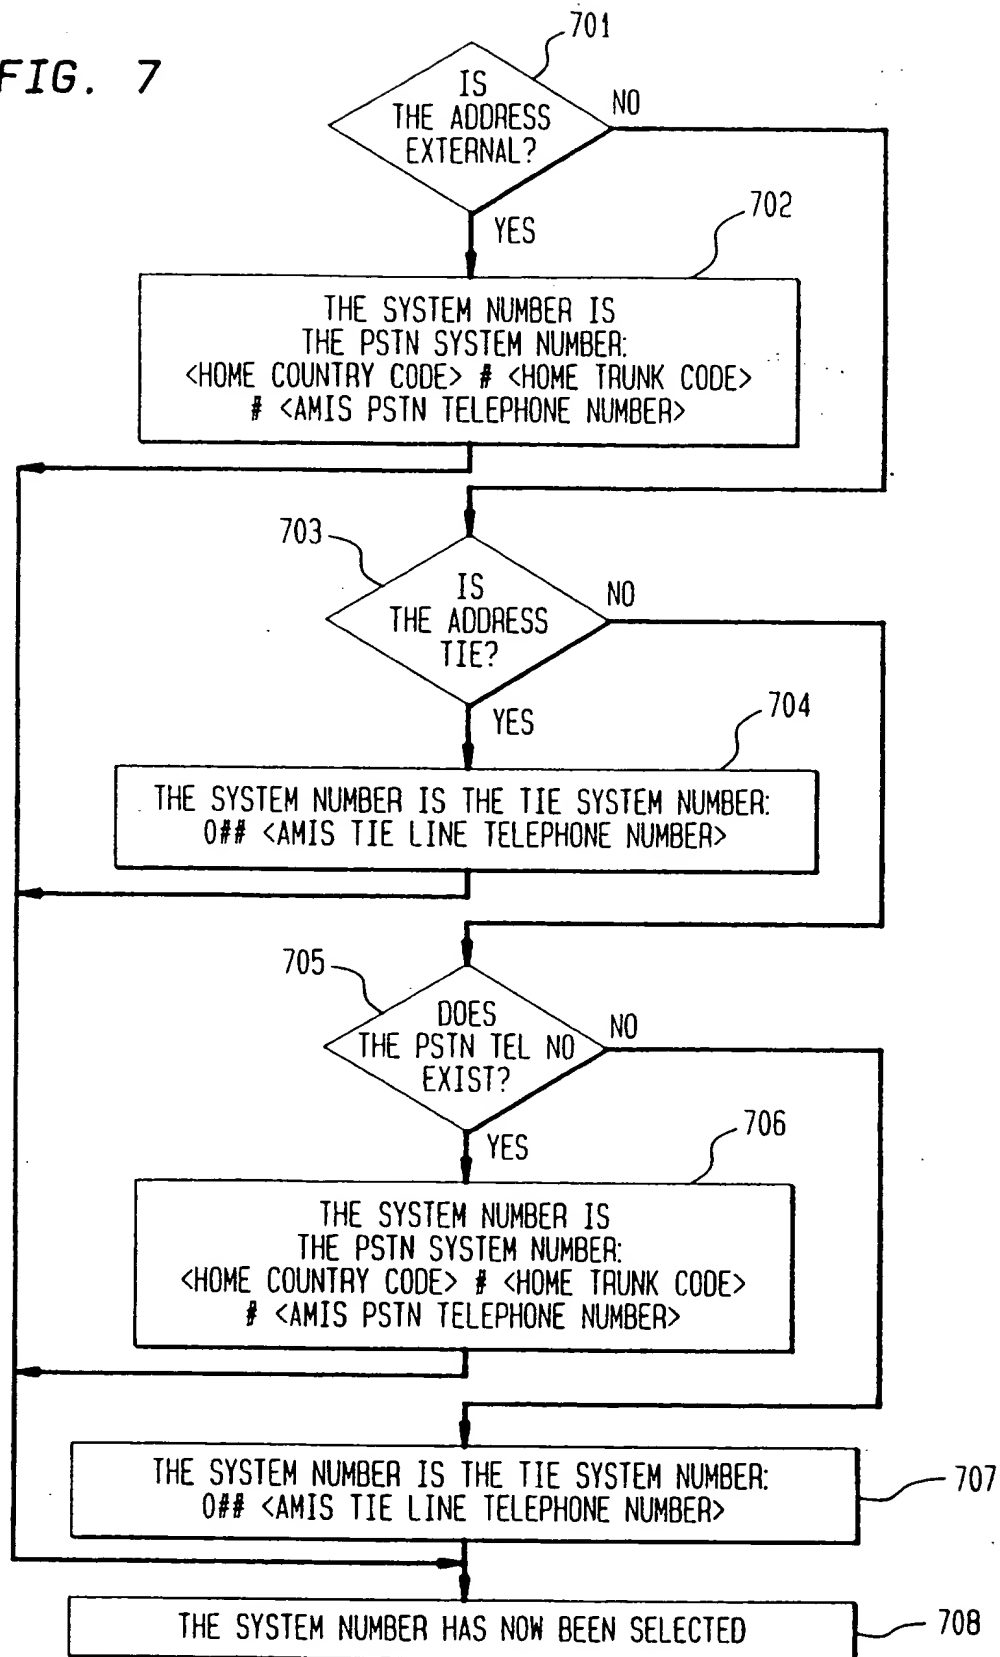 FIG. 7
701
IS
THE ADDRESS
EXTERNAL?
NO
YES
702
THE SYSTEM NUMBER IS
THE PSTN SYSTEM NUMBER:
<HOME COUNTRY CODE> # <HOME TRUNK CODE>
# <AMIS PSTN TELEPHONE NUMBER>
703
IS
THE ADDRESS
TIE?
NO
YES
704
THE SYSTEM NUMBER IS THE TIE SYSTEM NUMBER:
0## <AMIS TIE LINE TELEPHONE NUMBER>
705
DOES
THE PSTN TEL NO
EXIST?
NO
YES
706
THE SYSTEM NUMBER IS
THE PSTN SYSTEM NUMBER:
<HOME COUNTRY CODE> # <HOME TRUNK CODE>
# <AMIS PSTN TELEPHONE NUMBER>
THE SYSTEM NUMBER IS THE TIE SYSTEM NUMBER:
0## <AMIS TIE LINE TELEPHONE NUMBER>
707
THE SYSTEM NUMBER HAS NOW BEEN SELECTED
708